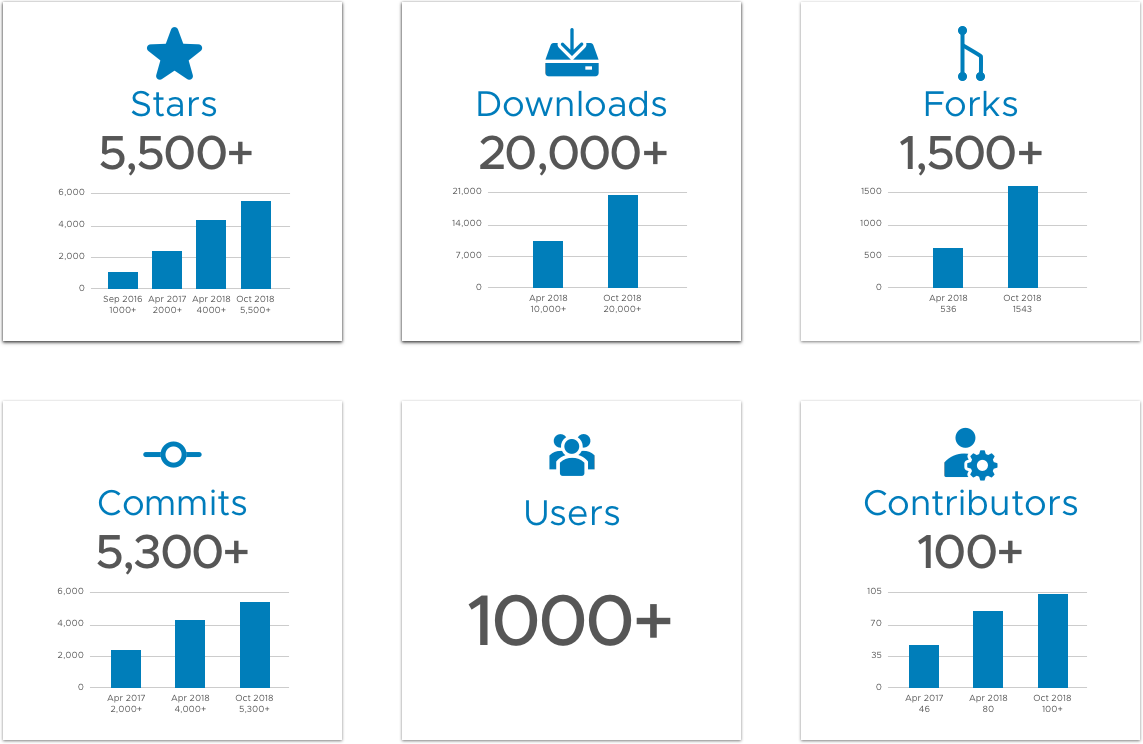 Stars
5,500+
6,000
4,000
2,000
0
Sep 2016 Apr 2017 Apr 2018 Oct 2018
1000+ 2000+ 4000+ 5,500+
Downloads
20,000+
21,000
14,000
7,000
0
Apr 2018 Oct 2018
10,000+ 20,000+
Forks
1,500+
1500
1000
500
0
Apr 2018 Oct 2018
536 1543
Commits
5,300+
6,000
4,000
2,000
0
Apr 2017 Apr 2018 Oct 2018
2,000+ 4,000+ 5,300+
Users
1000+
Contributors
100+
105
70
35
0
Apr 2017 Apr 2018 Oct 2018
46 80 100+